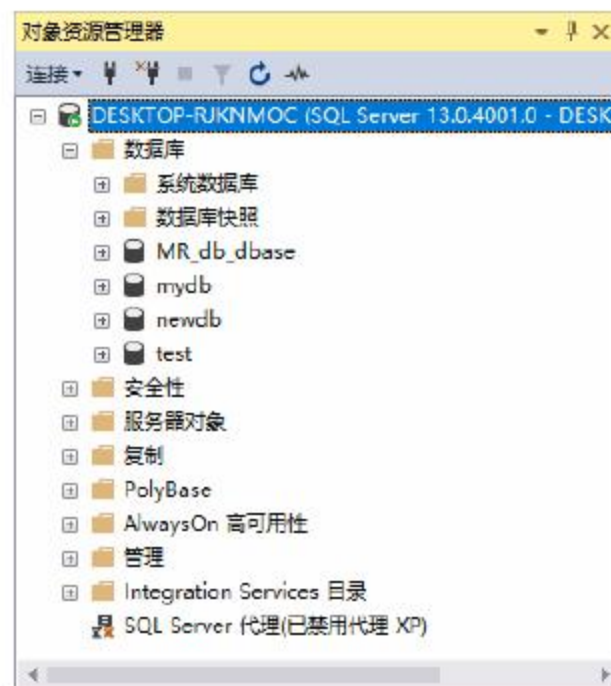 对象资源管理器
连接
DESKTOP-RJKNMOC (SQL Server 13.0.4001.0 - DESK
数据库
系统数据库
数据库快照
MR_db_dbase
mydb
newdb
test
安全性
服务器对象
复制
PolyBase
AlwaysOn 高可用性
管理
Integration Services 目录
SQL Server 代理(已禁用代理 XP)